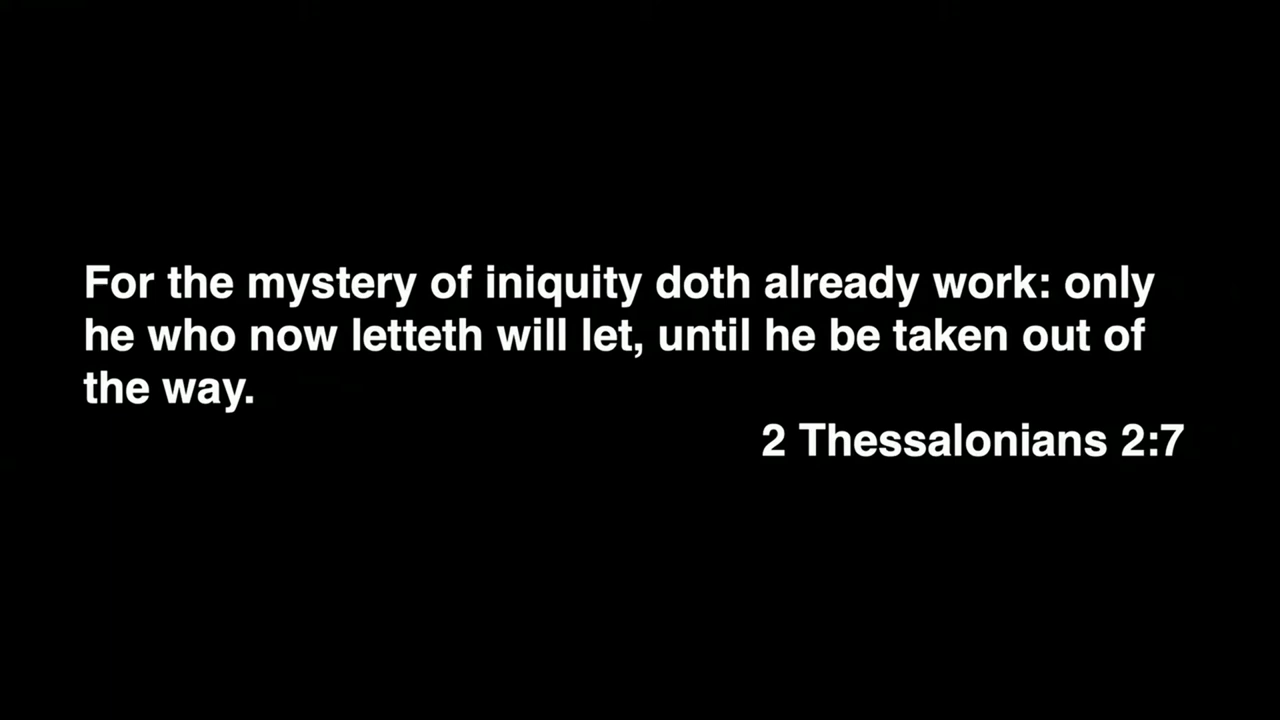 For the mystery of iniquity doth already work: only
he who now letteth will let, until he be taken out of
the way.
2 Thessalonians 2:7